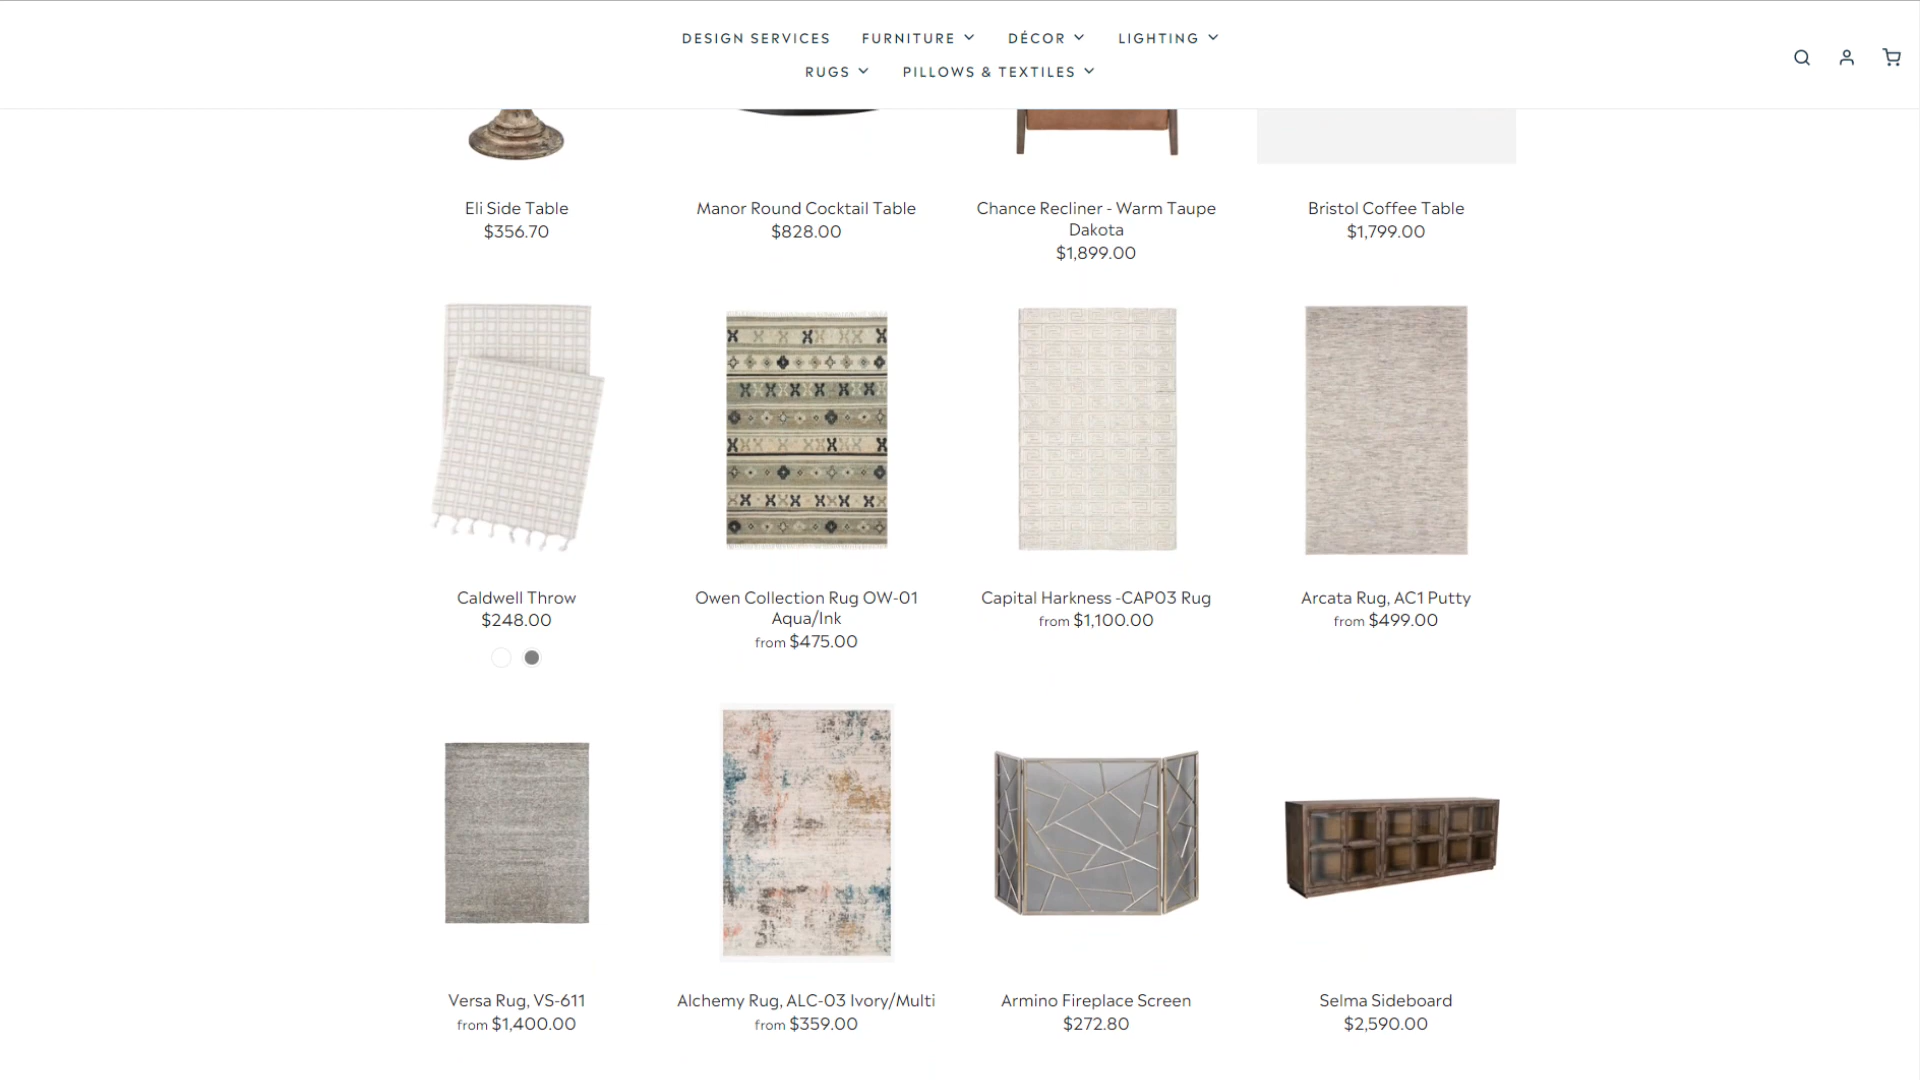 DESIGN SERVICES FURNITURE DÉCOR LIGHTING
RUGS PILLOWS & TEXTILES
Eli Side Table
$356.70
Manor Round Cocktail Table
$828.00
Chance Recliner - Warm Taupe
Dakota
$1,899.00
Bristol Coffee Table
$1,799.00
Caldwell Throw
$248.00
Owen Collection Rug OW-01
Aqua/Ink
from $475.00
Capital Harkness -CAP03 Rug
from $1,100.00
Arcata Rug, AC1 Putty
from $499.00
Versa Rug, VS-611
from $1,400.00
Alchemy Rug, ALC-03 Ivory/Multi
from $359.00
Armino Fireplace Screen
$272.80
Selma Sideboard
$2,590.00